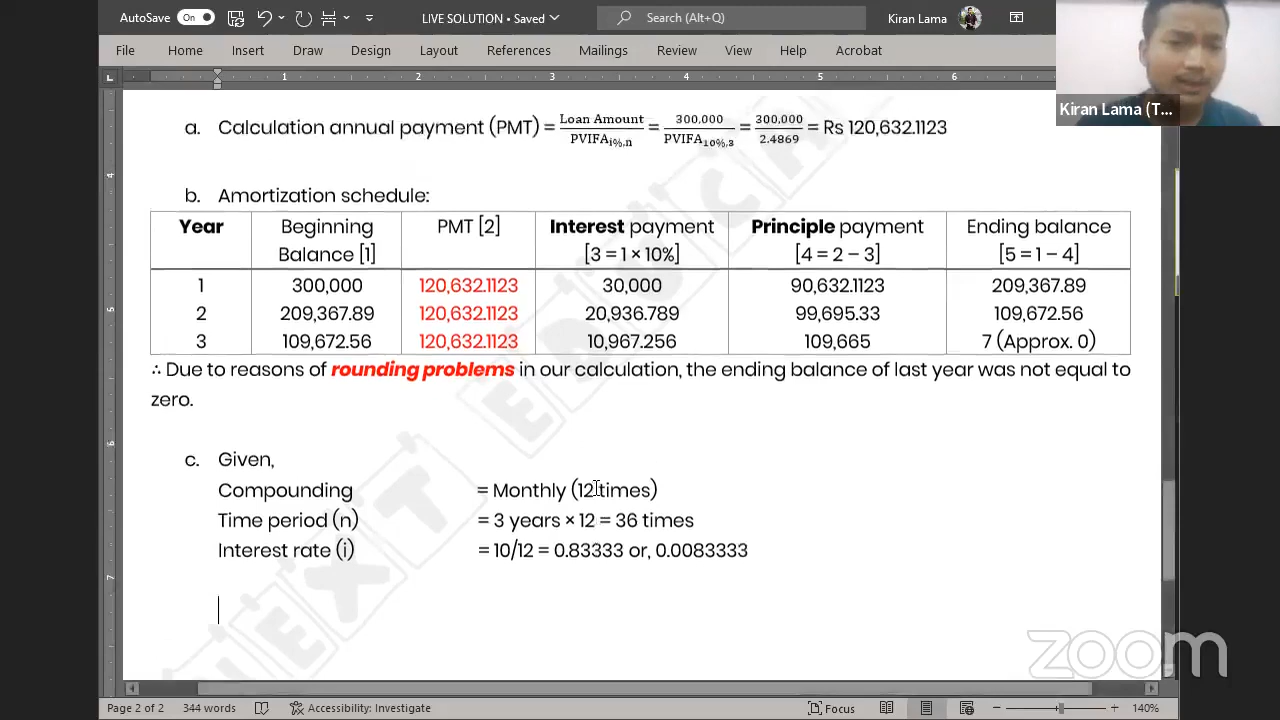 AutoSave On LIVE SOLUTION • Saved Search (Alt+Q) Kiran Lama
File Home Insert Draw Design Layout References Mailings Review View Help Acrobat
1 2 3 4 5 6
Kiran Lama (T...
a. Calculation annual payment (PMT) = Loan Amount / PVIFAi%,n = 300,000 / PVIFA10%,3 = 300,000 / 2.4869 = Rs 120,632.1123
b. Amortization schedule:
Year Beginning Balance [1] PMT [2] Interest payment [3 = 1 × 10%] Principle payment [4 = 2 – 3] Ending balance [5 = 1 – 4]
1 300,000 120,632.1123 30,000 90,632.1123 209,367.89
2 209,367.89 120,632.1123 20,936.789 99,695.33 109,672.56
3 109,672.56 120,632.1123 10,967.256 109,665 7 (Approx. 0)
∴ Due to reasons of rounding problems in our calculation, the ending balance of last year was not equal to
zero.
c. Given,
Compounding = Monthly (12 times)
Time period (n) = 3 years × 12 = 36 times
Interest rate (i) = 10/12 = 0.83333 or, 0.0083333
zoom
Page 2 of 2 344 words Accessibility: Investigate Focus 140%